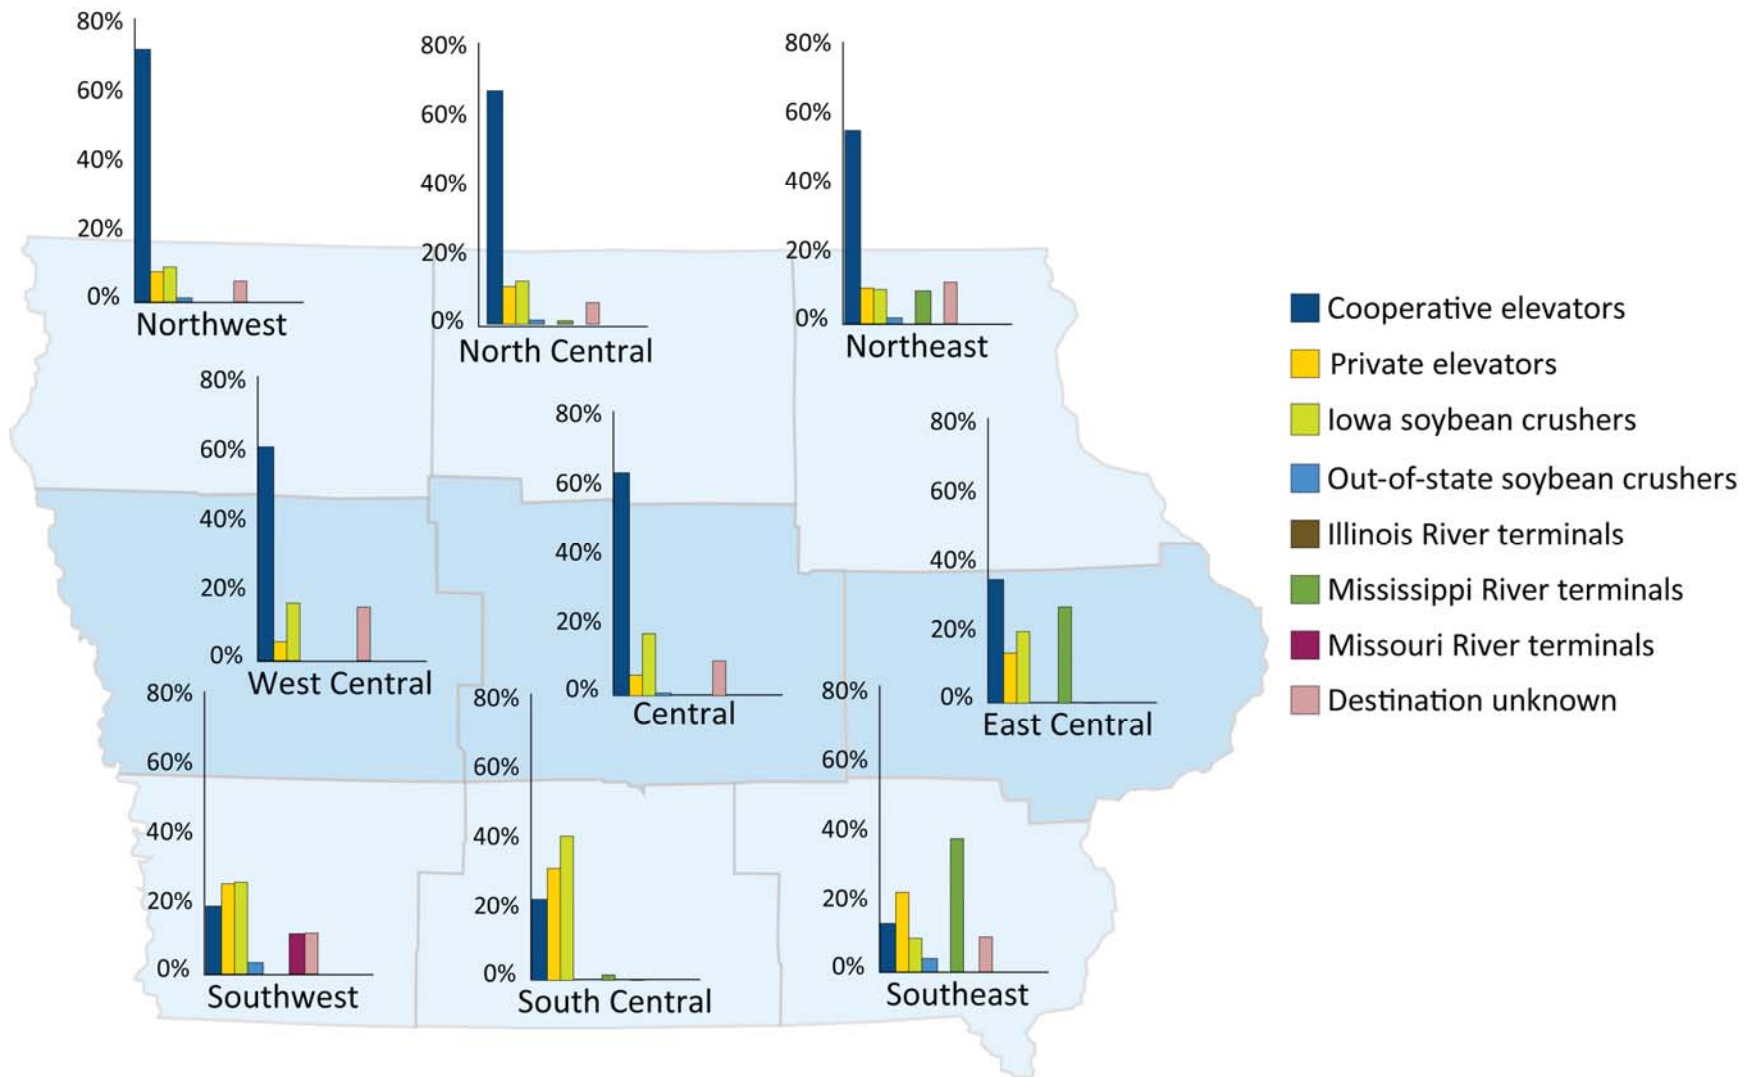 80%
60%
40%
20%
0%
Northwest
80%
60%
40%
20%
0%
North Central
80%
60%
40%
20%
0%
Northeast
80%
60%
40%
20%
0%
West Central
80%
60%
40%
20%
0%
Central
80%
60%
40%
20%
0%
East Central
80%
60%
40%
20%
0%
Southwest
80%
60%
40%
20%
0%
South Central
80%
60%
40%
20%
0%
Southeast
Cooperative elevators
Private elevators
Iowa soybean crushers
Out-of-state soybean crushers
Illinois River terminals
Mississippi River terminals
Missouri River terminals
Destination unknown